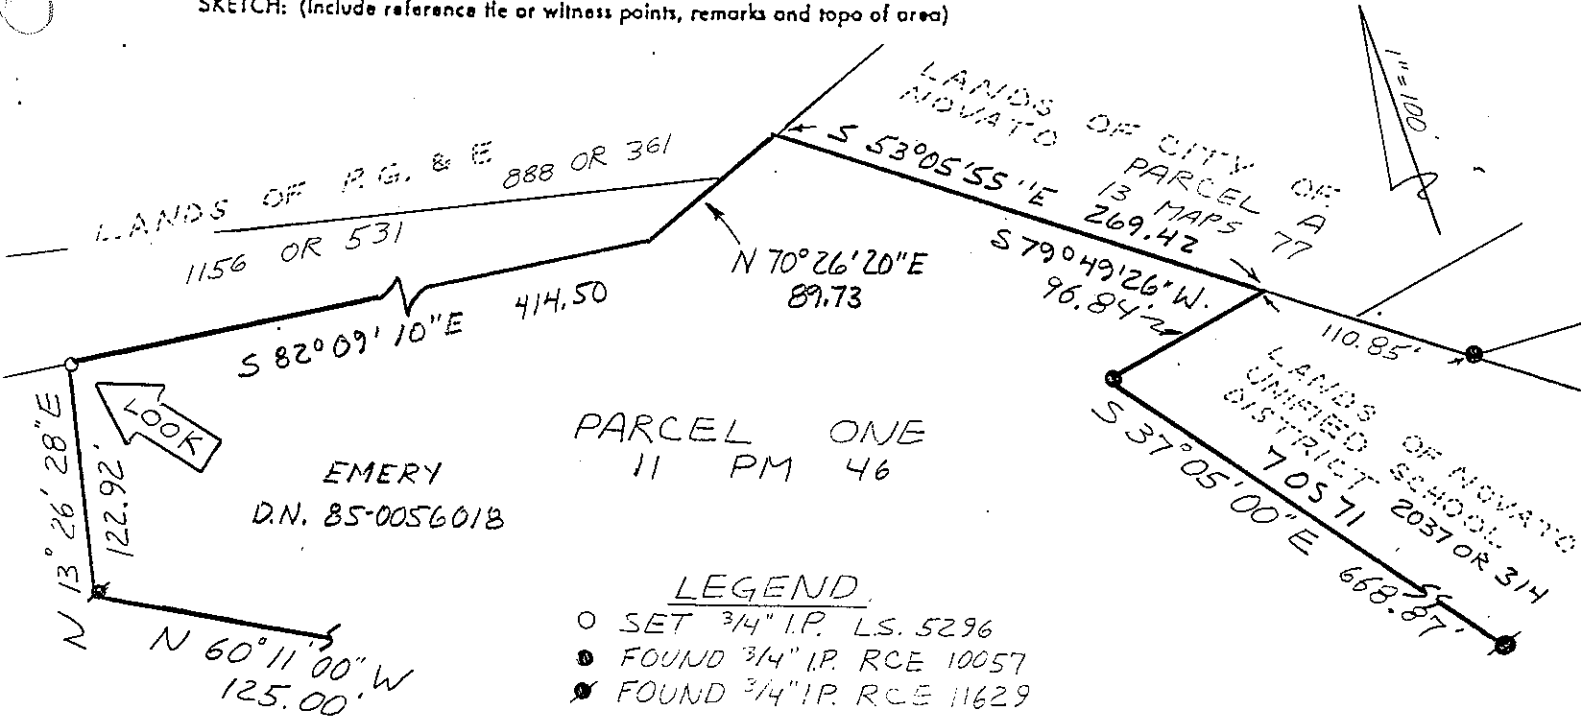 SKETCH: (Include reference tie or witness points, remarks and topo of area)
1"=100'
LANDS OF CITY OF
NOVATO PARCEL A
13 MAPS 77
LANDS OF P.G. & E
888 OR 361
1156 OR 531
S 53°05'55"E 269.42
S 79°49'26"W.
96.84'
N 70°26'20"E
89.73
S 82°09'10"E 414.50
110.85'
LOOK
N 13°26'28"E
122.92'
EMERY
D.N. 85-0056018
PARCEL ONE
11 PM 46
LANDS OF NOVATO
UNIFIED SCHOOL
DISTRICT 2037 OR 314
7 OS 71
S 37°05'00"E 668.87'
N 60°11'00"W
125.00'
LEGEND
SET 3/4" I.P. L.S. 5296
FOUND 3/4" I.P. RCE 10057
FOUND 3/4" I.P. RCE 11629